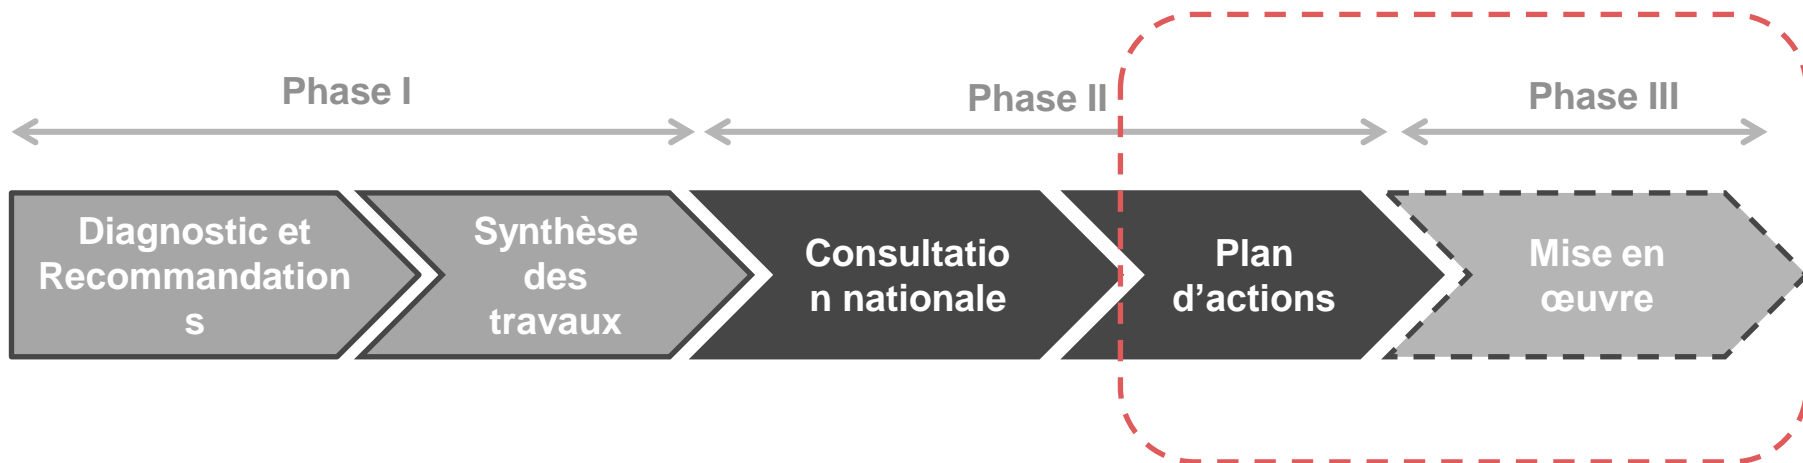 Phase I
Phase II
Phase III
Diagnostic et
Recommandation
s
Synthèse
des
travaux
Consultatio
n nationale
Plan
d’actions
Mise en
œuvre